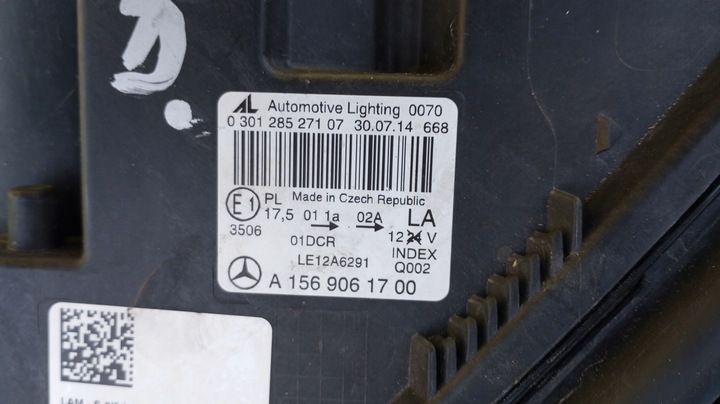 AL Automotive Lighting 0070
0 301 285 271 07 30.07.14 668
Made in Czech Republic
E1 PL
17,5 01 1a 02A LA
3506 12 24 V
01DCR INDEX
LE12A6291 Q002
A 156 906 17 00